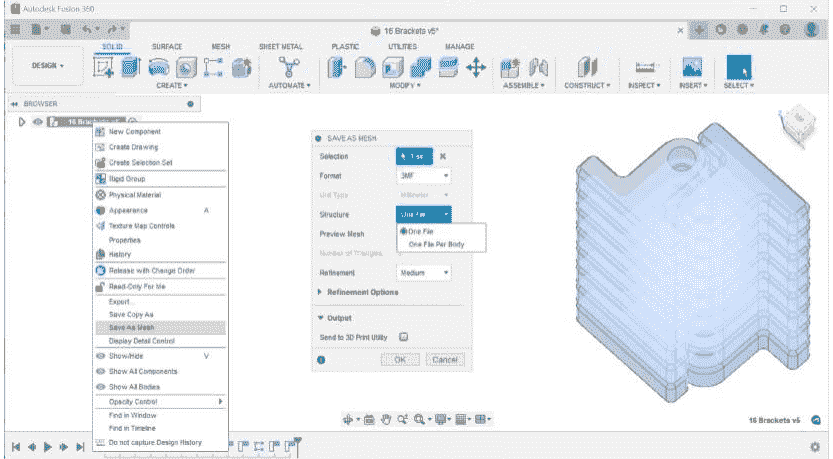 Autodesk Fusion 360
16 Brackets v5*
SOLID SURFACE MESH SHEET METAL PLASTIC UTILITIES MANAGE
DESIGN
CREATE AUTOMATE MODIFY ASSEMBLE CONSTRUCT INSPECT INSERT SELECT
BROWSER
16 Brackets v5
New Component
Create Drawing
Create Selection Set
Rigid Group
Physical Material
Appearance A
Texture Map Controls
Properties
History
Release with Change Order
Read-Only For Me
Export...
Save Copy As
Save As Mesh
Display Detail Control
Show/Hide V
Show All Components
Show All Bodies
Opacity Control
Find in Window
Find in Timeline
Do not capture Design History
SAVE AS MESH
Selection
Format 3MF
Unit Type Millimeter
Structure One File
One File
One File Per Body
Preview Mesh
Number of Triangles
Refinement Medium
Refinement Options
Output
Send to 3D Print Utility
OK Cancel
16 Brackets v5